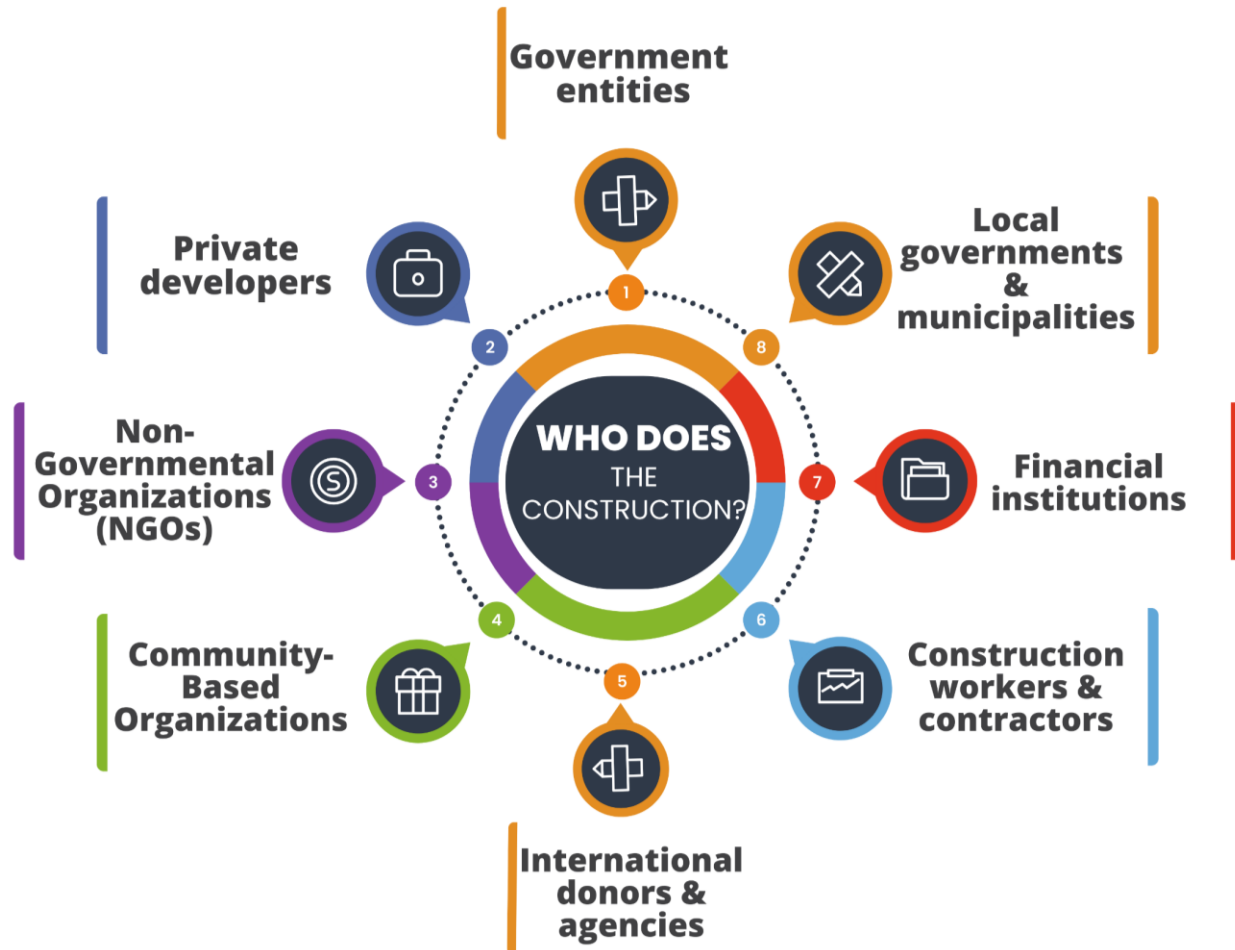 WHO DOES
THE
CONSTRUCTION?
1
Government
entities
2
Private
developers
3
Non-
Governmental
Organizations
(NGOs)
S
4
Community-
Based
Organizations
5
International
donors &
agencies
6
Construction
workers &
contractors
7
Financial
institutions
8
Local
governments
&
municipalities